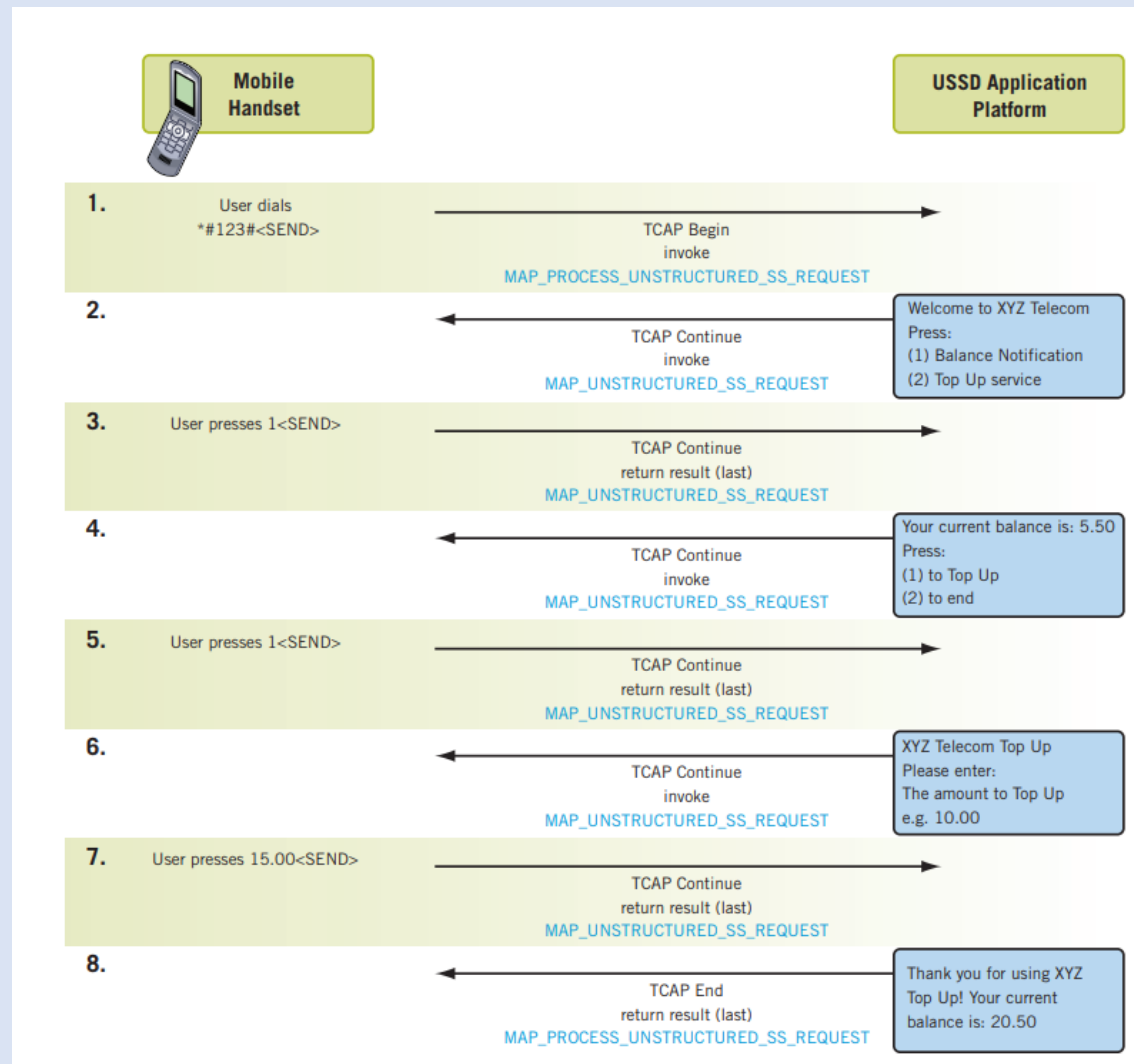 Mobile
Handset
USSD Application
Platform
1.
User dials
*#123#<SEND>
TCAP Begin
invoke
MAP_PROCESS_UNSTRUCTURED_SS_REQUEST
2.
TCAP Continue
invoke
MAP_UNSTRUCTURED_SS_REQUEST
Welcome to XYZ Telecom
Press:
(1) Balance Notification
(2) Top Up service
3.
User presses 1<SEND>
TCAP Continue
return result (last)
MAP_UNSTRUCTURED_SS_REQUEST
4.
TCAP Continue
invoke
MAP_UNSTRUCTURED_SS_REQUEST
Your current balance is: 5.50
Press:
(1) to Top Up
(2) to end
5.
User presses 1<SEND>
TCAP Continue
return result (last)
MAP_UNSTRUCTURED_SS_REQUEST
6.
TCAP Continue
invoke
MAP_UNSTRUCTURED_SS_REQUEST
XYZ Telecom Top Up
Please enter:
The amount to Top Up
e.g. 10.00
7.
User presses 15.00<SEND>
TCAP Continue
return result (last)
MAP_UNSTRUCTURED_SS_REQUEST
8.
TCAP End
return result (last)
MAP_PROCESS_UNSTRUCTURED_SS_REQUEST
Thank you for using XYZ
Top Up! Your current
balance is: 20.50